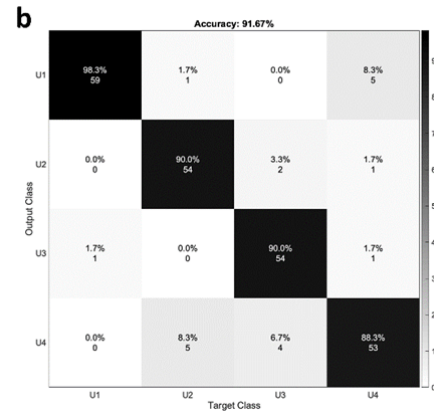 b
Accuracy: 91.67%
U1
98.3%
59
1.7%
1
0.0%
0
8.3%
5
U2
0.0%
0
90.0%
54
3.3%
2
1.7%
1
U3
1.7%
1
0.0%
0
90.0%
54
1.7%
1
U4
0.0%
0
8.3%
5
6.7%
4
88.3%
53
U1
U2
U3
U4
Output Class
Target Class